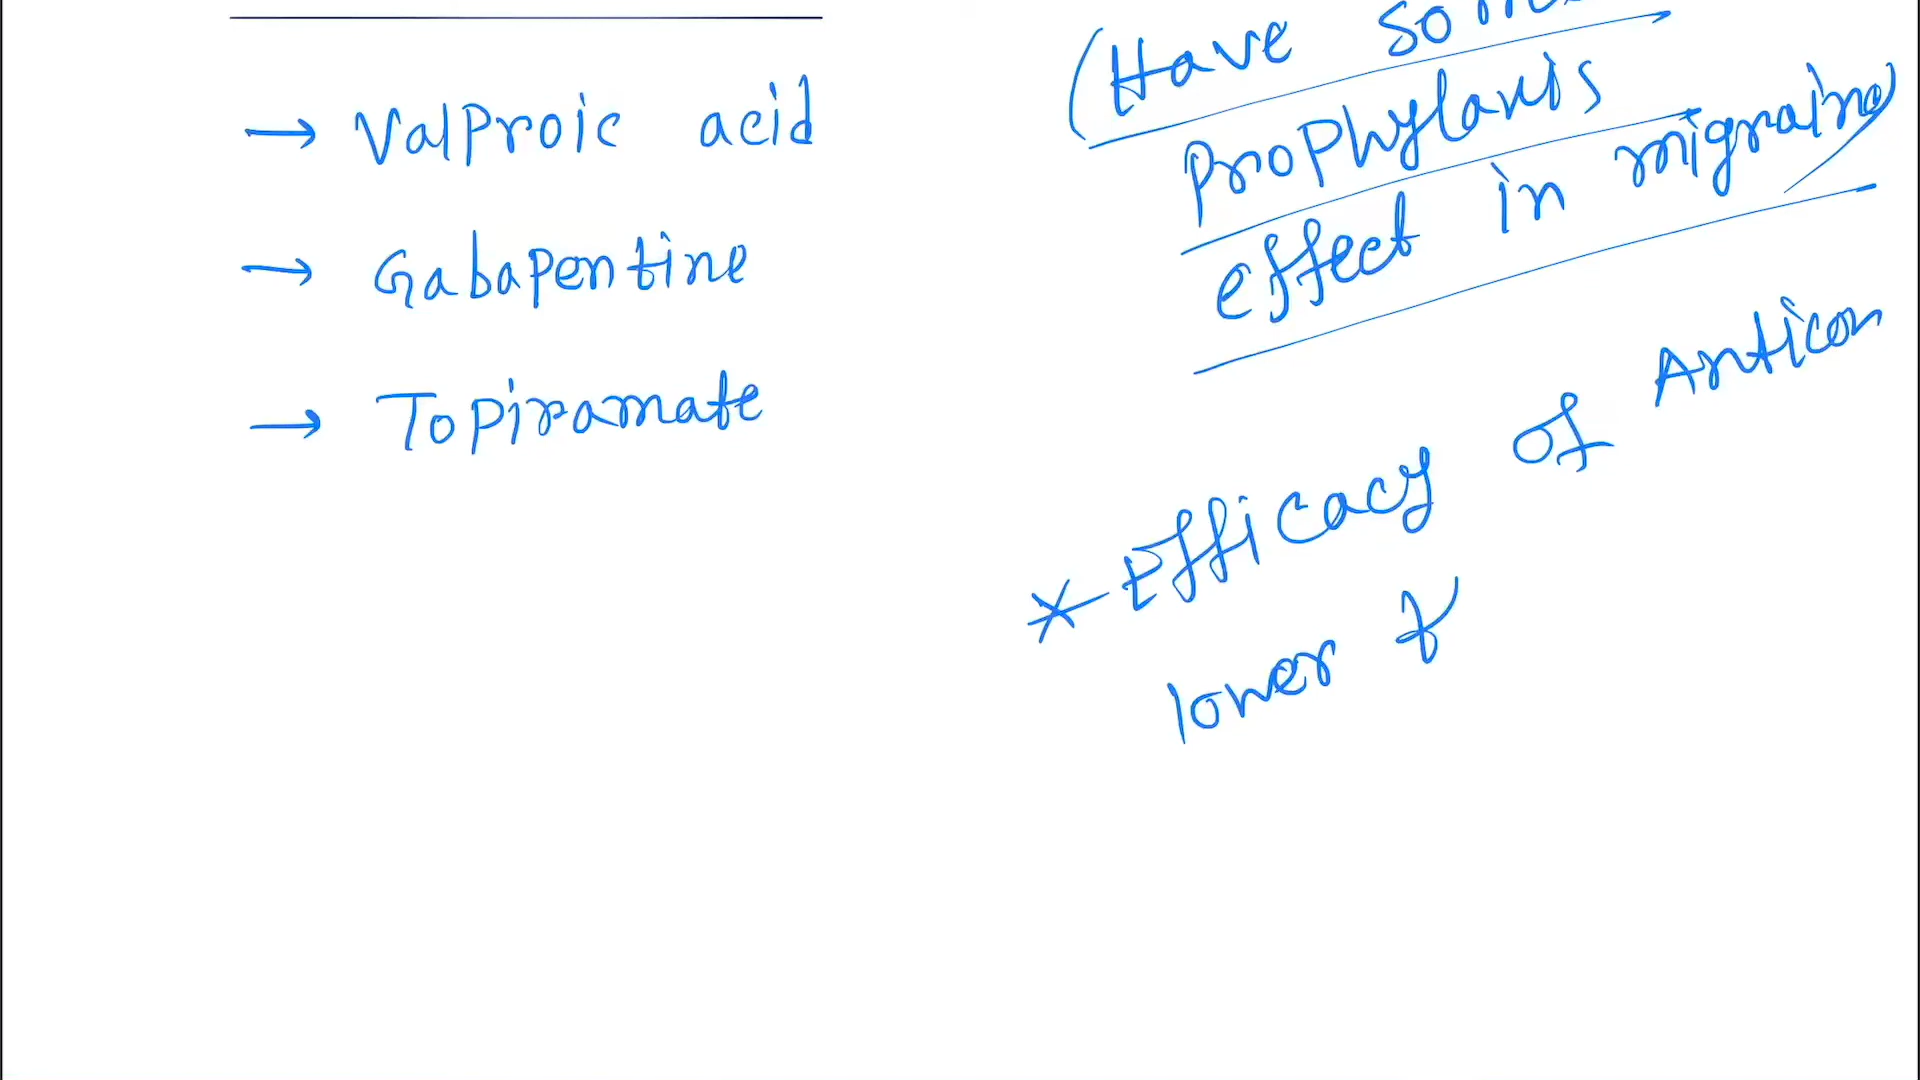 → Valproic acid
→ Gabapentine
→ Topiramate
(Have
Prophylaxis
effect in migraine)
* Efficacy of Anticon
lower t